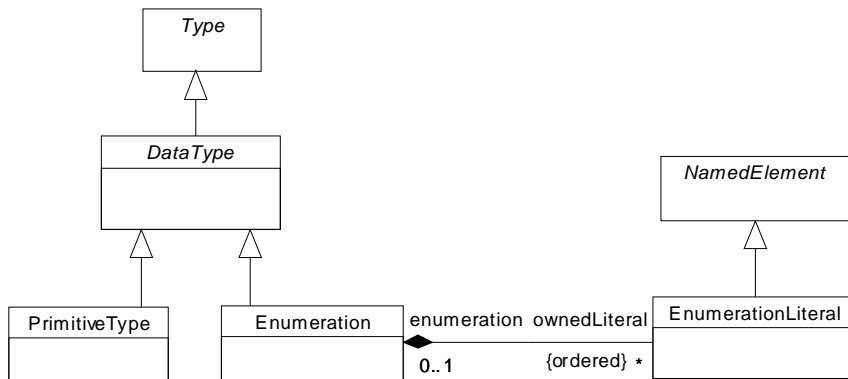 Type
DataType
NamedElement
PrimitiveType
Enumeration
enumeration
ownedLiteral
EnumerationLiteral
0..1
{ordered} *